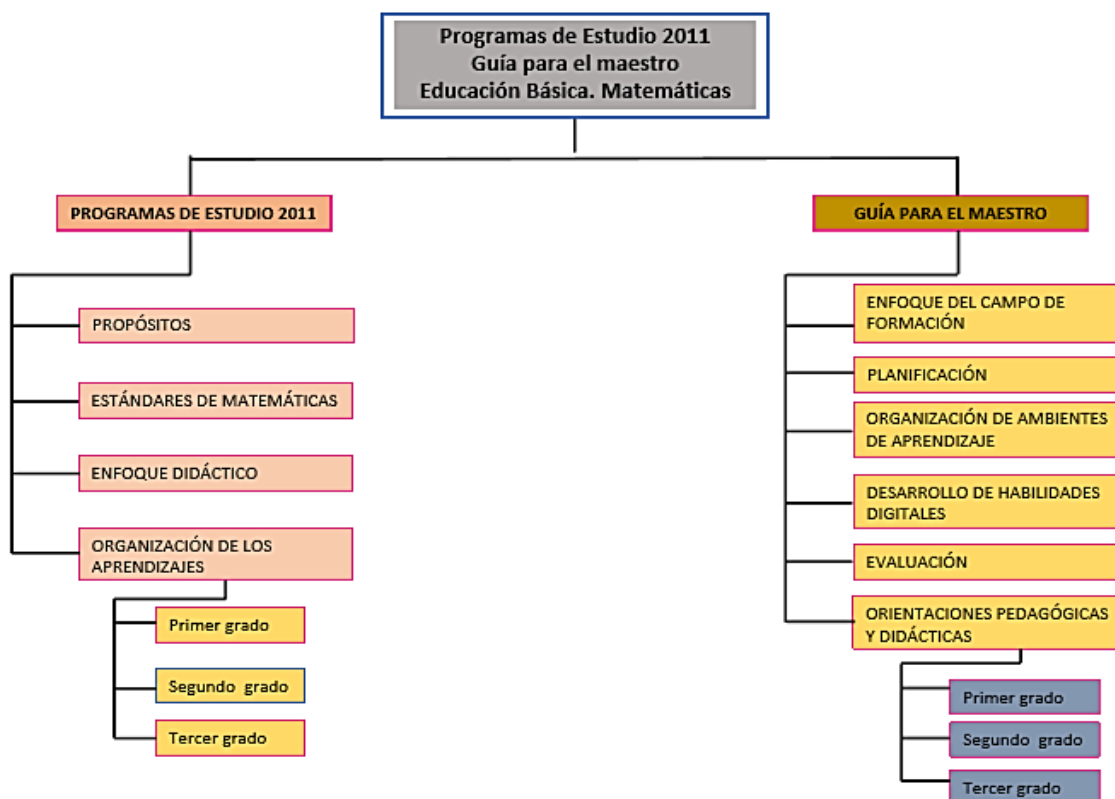 Programas de Estudio 2011
Guía para el maestro
Educación Básica. Matemáticas
PROGRAMAS DE ESTUDIO 2011
PROPÓSITOS
ESTÁNDARES DE MATEMÁTICAS
ENFOQUE DIDÁCTICO
ORGANIZACIÓN DE LOS
APRENDIZAJES
Primer grado
Segundo grado
Tercer grado
GUÍA PARA EL MAESTRO
ENFOQUE DEL CAMPO DE
FORMACIÓN
PLANIFICACIÓN
ORGANIZACIÓN DE AMBIENTES
DE APRENDIZAJE
DESARROLLO DE HABILIDADES
DIGITALES
EVALUACIÓN
ORIENTACIONES PEDAGÓGICAS
Y DIDÁCTICAS
Primer grado
Segundo grado
Tercer grado